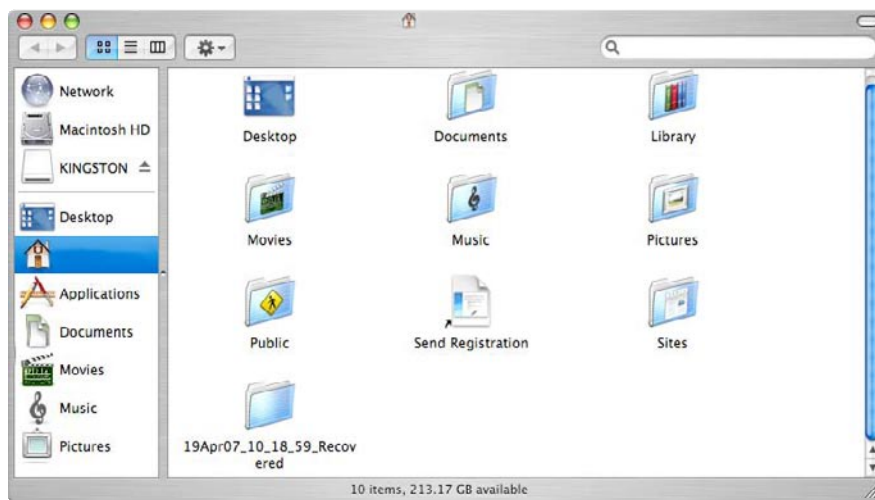 Network
Macintosh HD
KINGSTON
Desktop
Applications
Documents
Movies
Music
Pictures
Desktop
Documents
Library
Movies
Music
Pictures
Public
Send Registration
Sites
19Apr07_10_18_59_Recov
ered
10 items, 213.17 GB available